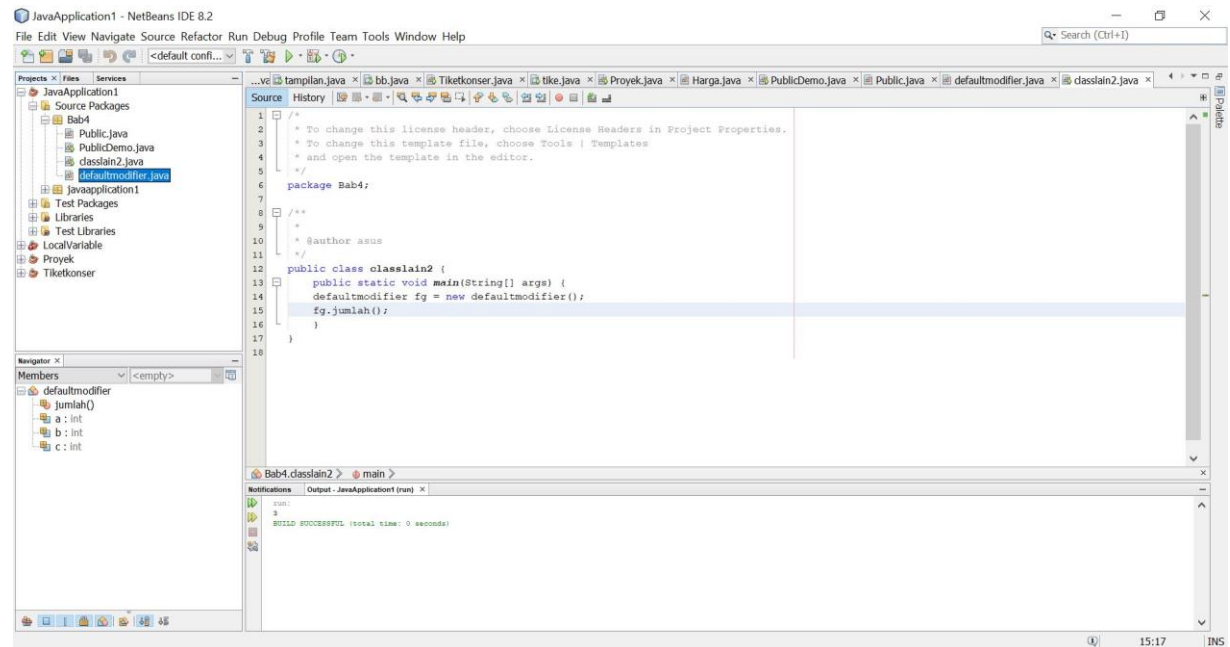 JavaApplication1 - NetBeans IDE 8.2
File Edit View Navigate Source Refactor Run Debug Profile Team Tools Window Help
Search (Ctrl+I)
<default confi...
Projects Files Services
JavaApplication1
Source Packages
Bab4
Public.java
PublicDemo.java
classlain2.java
defaultmodifier.java
javaapplication1
Test Packages
Libraries
Test Libraries
LocalVariable
Proyek
Tiketkonser
Navigator
Members <empty>
defaultmodifier
jumlah()
a : int
b : int
c : int
...va tampilan.java bb.java Tiketkonser.java tike.java Proyek.java Harga.java PublicDemo.java Public.java defaultmodifier.java classlain2.java
Source History
1 /*
2 * To change this license header, choose License Headers in Project Properties.
3 * To change this template file, choose Tools | Templates
4 * and open the template in the editor.
5 */
6 package Bab4;
7
8 /**
9 *
10 * @author asus
11 */
12 public class classlain2 {
13 public static void main(String[] args) {
14 defaultmodifier fg = new defaultmodifier();
15 fg.jumlah();
16 }
17 }
18
Palette
Bab4.classlain2 main
Notifications Output - JavaApplication1 (run)
run:
3
BUILD SUCCESSFUL (total time: 0 seconds)
15:17 INS